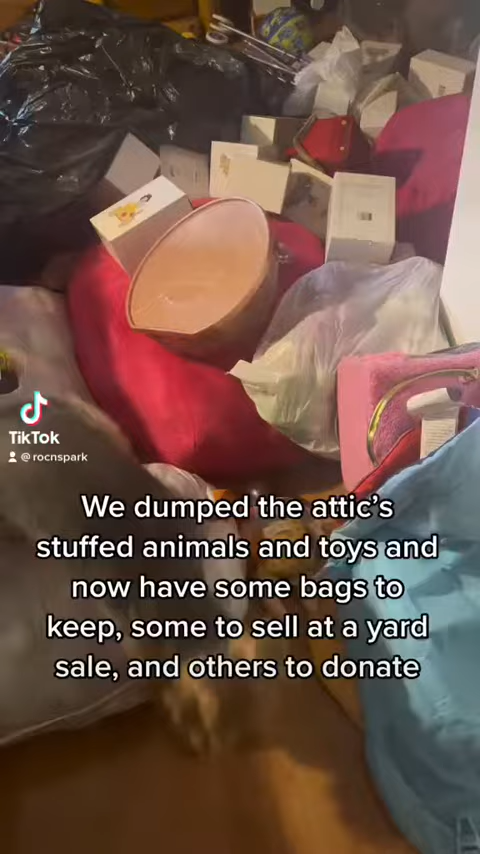 TikTok
@rocnspark
We dumped the attic’s
stuffed animals and toys and
now have some bags to
keep, some to sell at a yard
sale, and others to donate